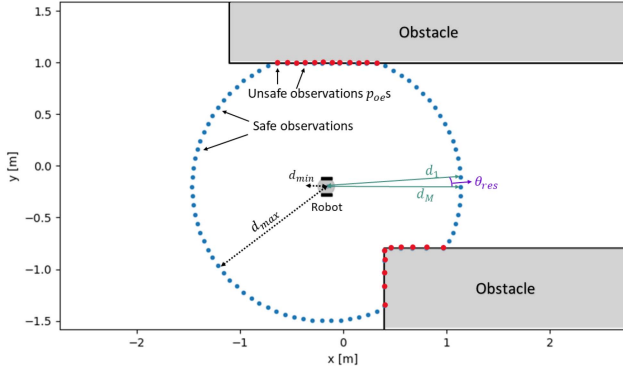 Obstacle
1.5
1.0
Unsafe observations p_oe s
Safe observations
0.5
y [m]
0.0
d_min
d_1
θ_res
d_M
Robot
−0.5
d_max
−1.0
Obstacle
−1.5
−2
−1
0
1
2
x [m]